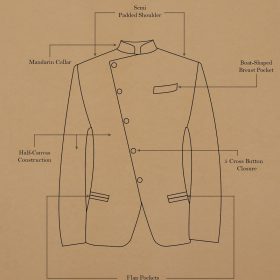 Semi
Padded Shoulder
Mandarin Collar
Boat-Shaped
Breast Pocket
Half-Canvas
Construction
5 Cross Button
Closure
Flap Pockets